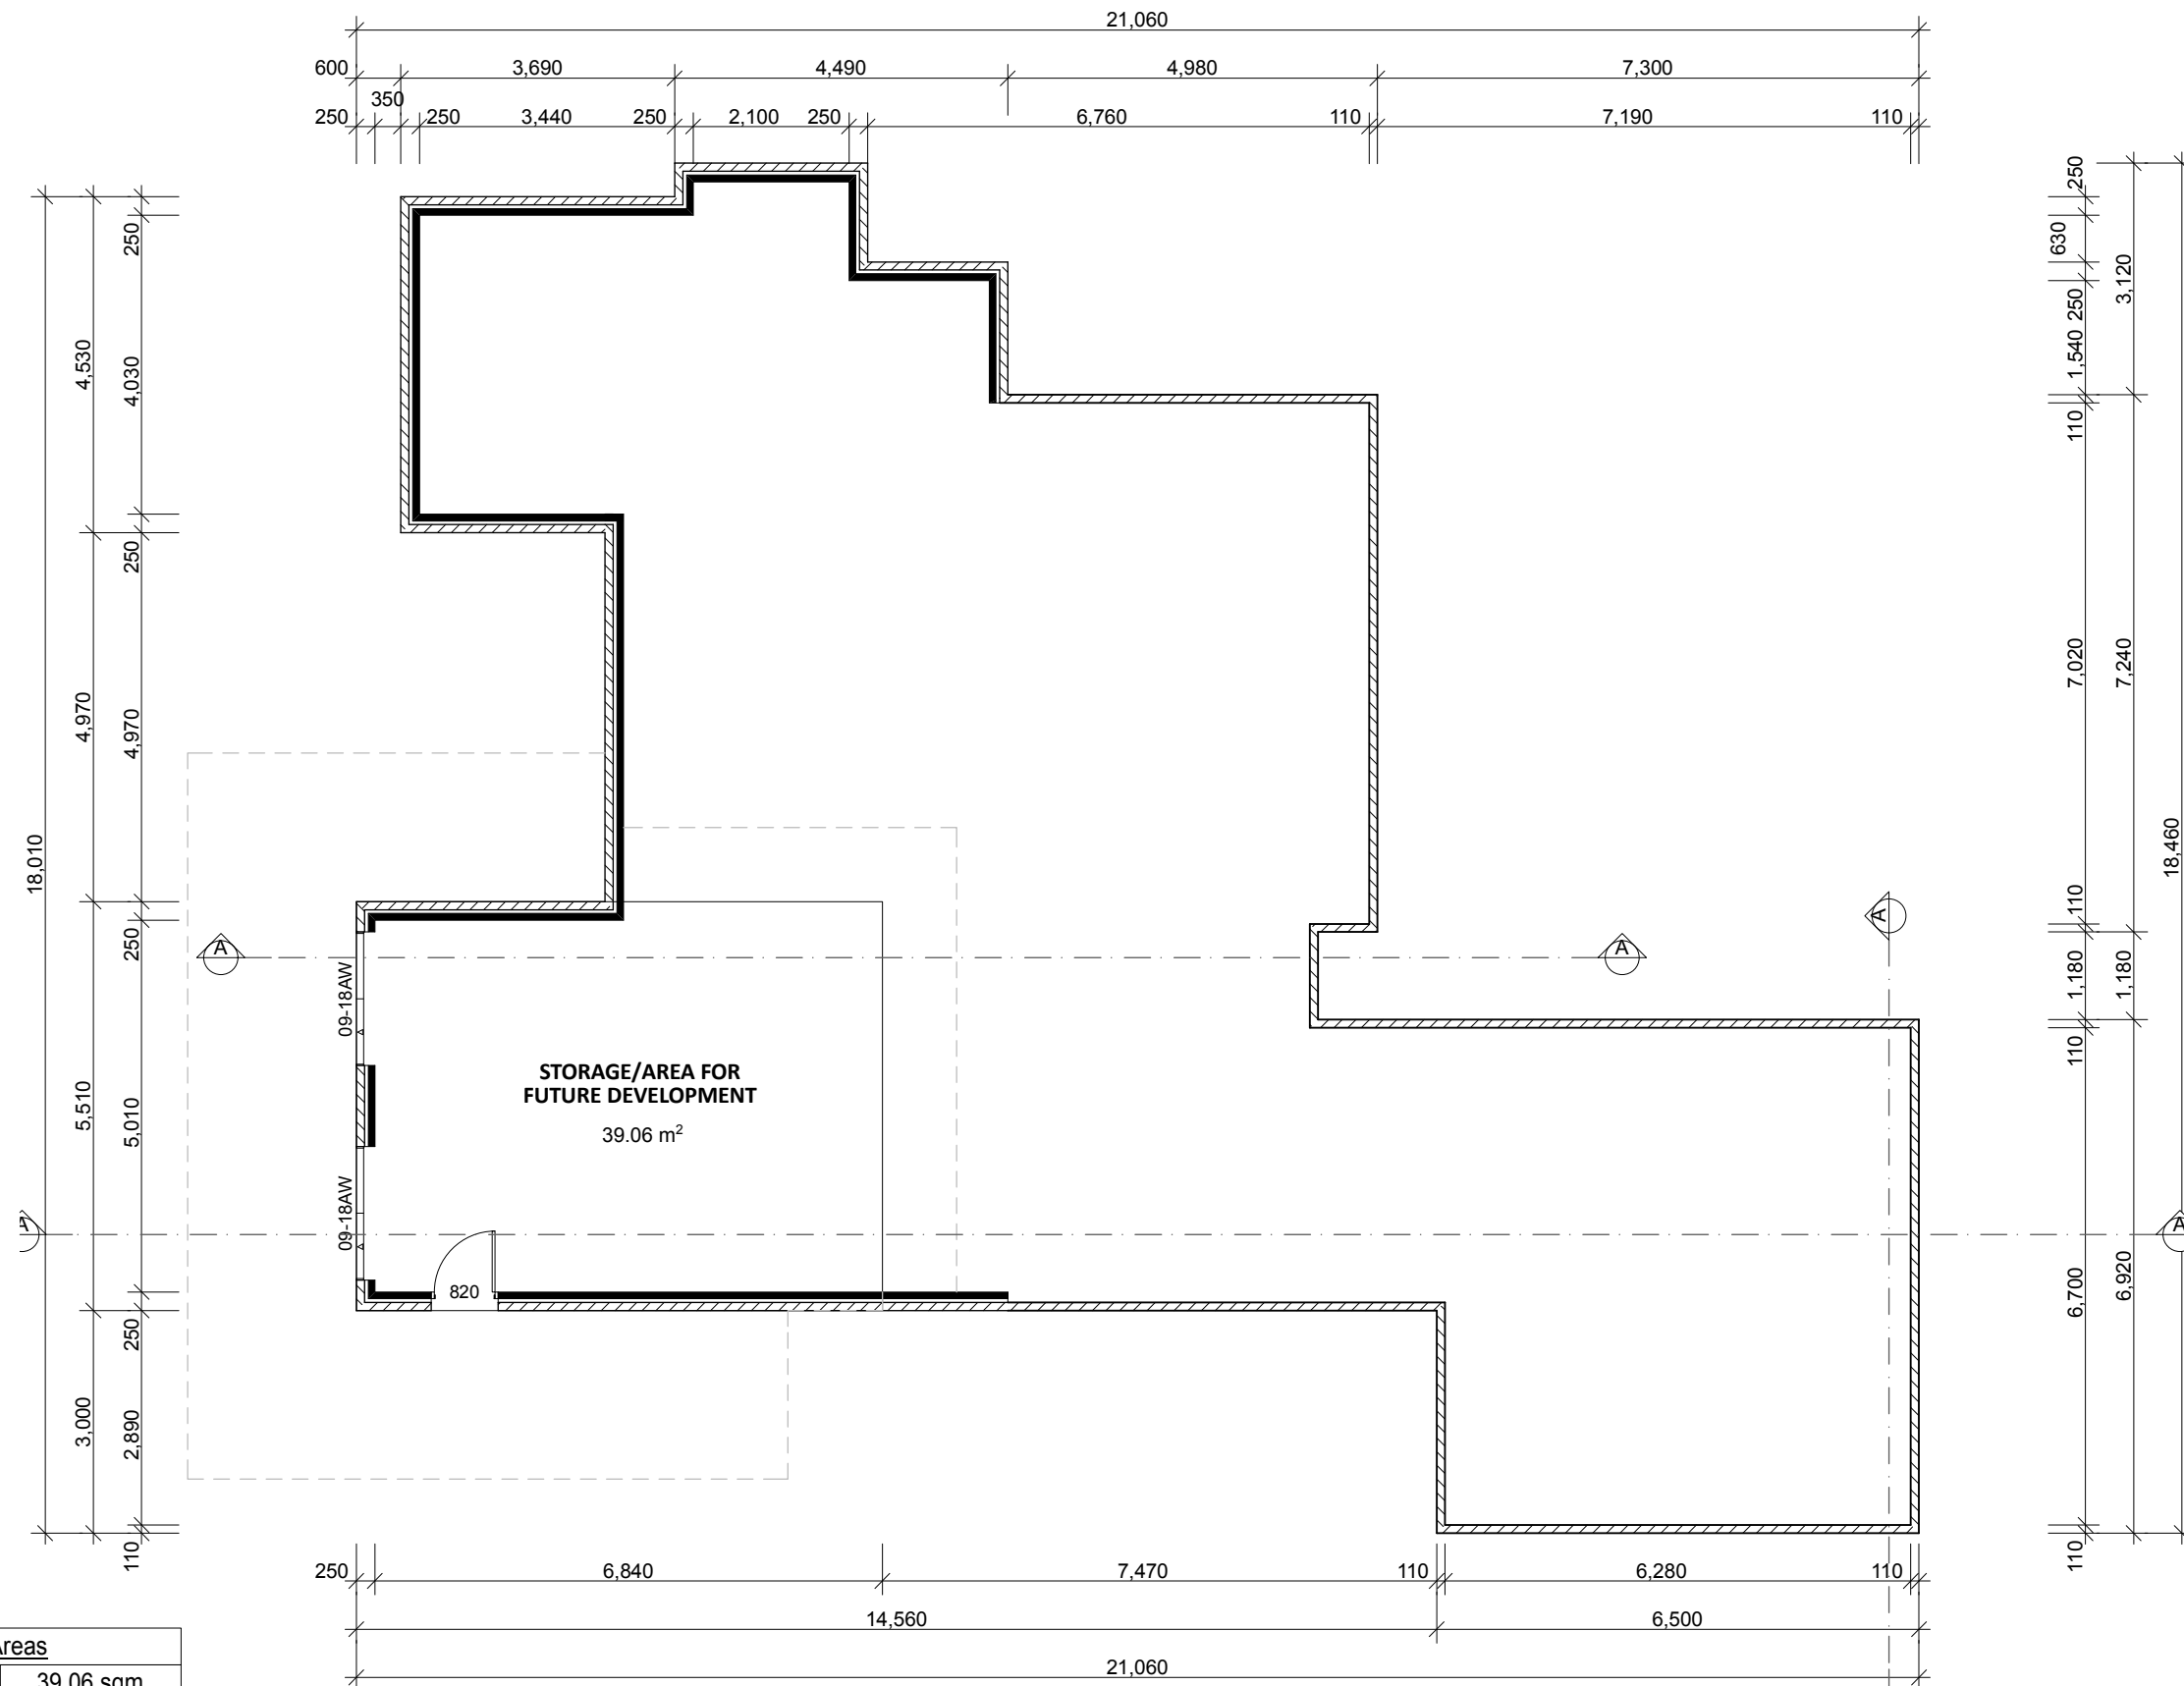 21,060
600 3,690 4,490 4,980 7,300
350
250 250 3,440 250 2,100 250 6,760 110 7,190 110
18,010
4,530 4,970 5,510 3,000
250 4,030 250 4,970 250 5,010 250 2,890 110
250 630 250 1,540 110 7,020 110 1,180 110 6,700 110
3,120 7,240 1,180 6,920
18,460
A
A
A
09-18AW
STORAGE/AREA FOR
FUTURE DEVELOPMENT
39.06 m²
09-18AW
A
A
820
250 6,840 7,470 110 6,280 110
14,560 6,500
21,060
Areas
39.06 sqm